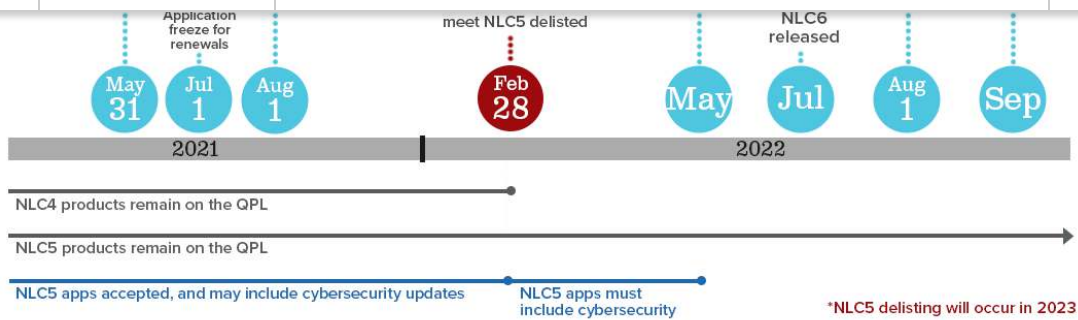 Application
freeze for
renewals
meet NLC5 delisted
NLC6
released
May
31
Jul
1
Aug
1
Feb
28
May
Jul
Aug
1
Sep
2021
2022
NLC4 products remain on the QPL
NLC5 products remain on the QPL
NLC5 apps accepted, and may include cybersecurity updates
NLC5 apps must
include cybersecurity
*NLC5 delisting will occur in 2023